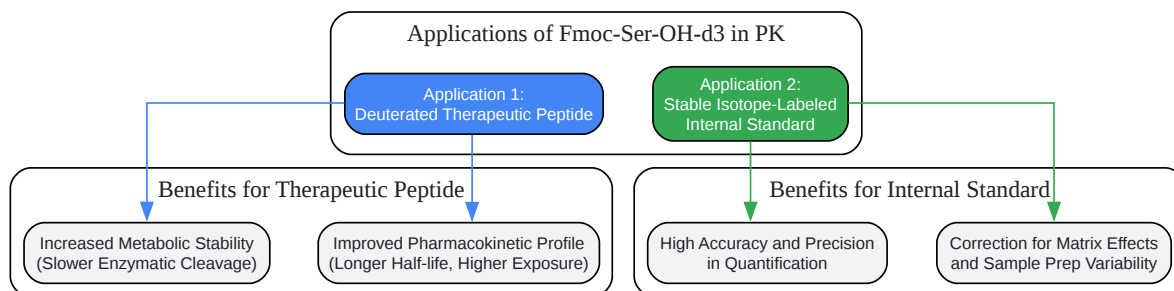 Applications of Fmoc-Ser-OH-d3 in PK
Application 1:
Deuterated Therapeutic Peptide
Application 2:
Stable Isotope-Labeled
Internal Standard
Benefits for Therapeutic Peptide
Increased Metabolic Stability
(Slower Enzymatic Cleavage)
Improved Pharmacokinetic Profile
(Longer Half-life, Higher Exposure)
Benefits for Internal Standard
High Accuracy and Precision
in Quantification
Correction for Matrix Effects
and Sample Prep Variability